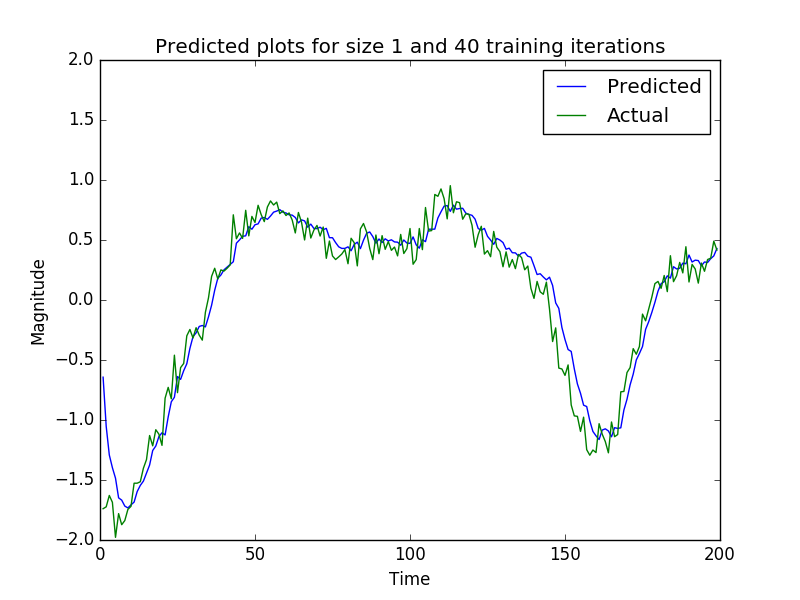 Predicted plots for size 1 and 40 training iterations
2.0
1.5
1.0
0.5
0.0
−0.5
−1.0
−1.5
−2.0
Magnitude
Predicted
Actual
0
50
100
150
200
Time